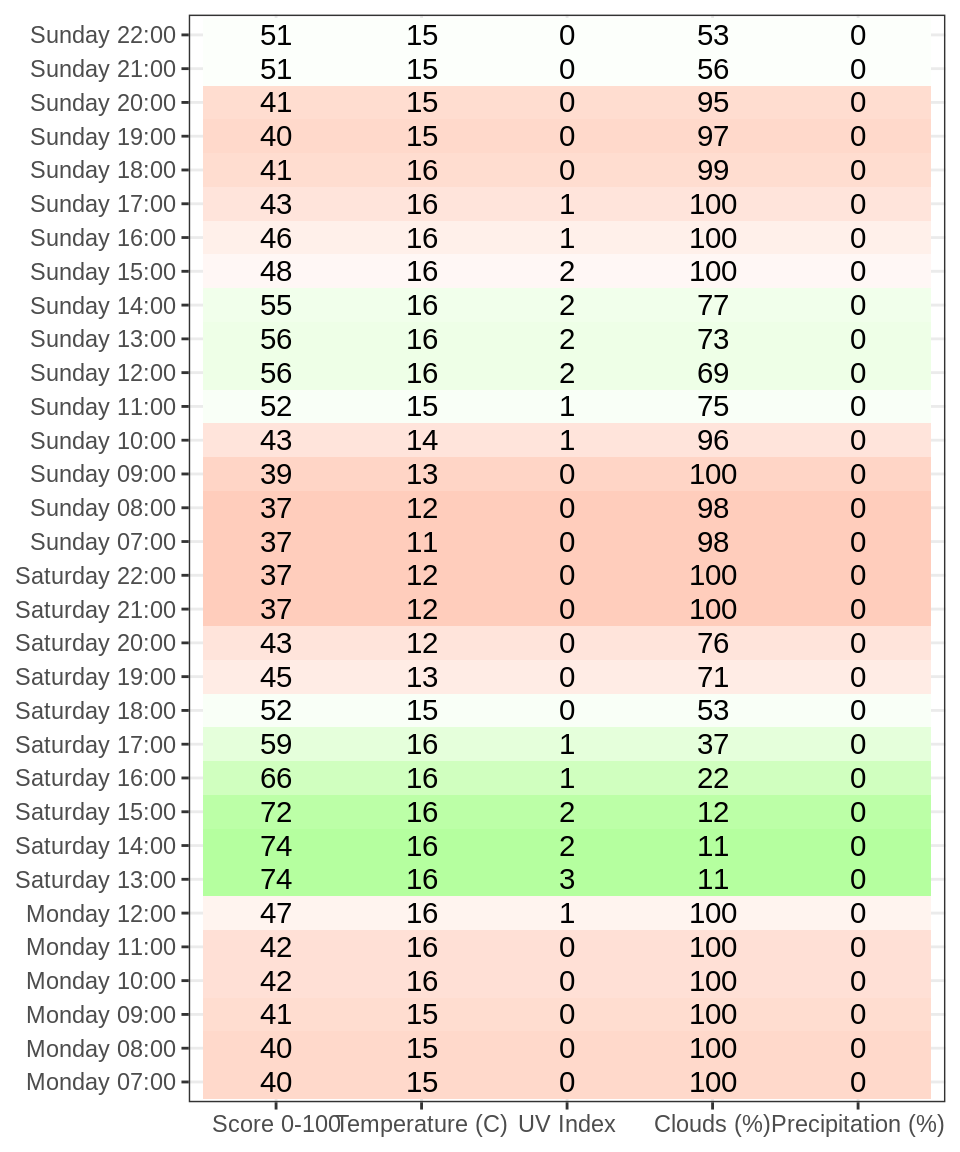 Sunday 22:00 51 15 0 53 0
Sunday 21:00 51 15 0 56 0
Sunday 20:00 41 15 0 95 0
Sunday 19:00 40 15 0 97 0
Sunday 18:00 41 16 0 99 0
Sunday 17:00 43 16 1 100 0
Sunday 16:00 46 16 1 100 0
Sunday 15:00 48 16 2 100 0
Sunday 14:00 55 16 2 77 0
Sunday 13:00 56 16 2 73 0
Sunday 12:00 56 16 2 69 0
Sunday 11:00 52 15 1 75 0
Sunday 10:00 43 14 1 96 0
Sunday 09:00 39 13 0 100 0
Sunday 08:00 37 12 0 98 0
Sunday 07:00 37 11 0 98 0
Saturday 22:00 37 12 0 100 0
Saturday 21:00 37 12 0 100 0
Saturday 20:00 43 12 0 76 0
Saturday 19:00 45 13 0 71 0
Saturday 18:00 52 15 0 53 0
Saturday 17:00 59 16 1 37 0
Saturday 16:00 66 16 1 22 0
Saturday 15:00 72 16 2 12 0
Saturday 14:00 74 16 2 11 0
Saturday 13:00 74 16 3 11 0
Monday 12:00 47 16 1 100 0
Monday 11:00 42 16 0 100 0
Monday 10:00 42 16 0 100 0
Monday 09:00 41 15 0 100 0
Monday 08:00 40 15 0 100 0
Monday 07:00 40 15 0 100 0
Score 0-100 Temperature (C) UV Index Clouds (%) Precipitation (%)